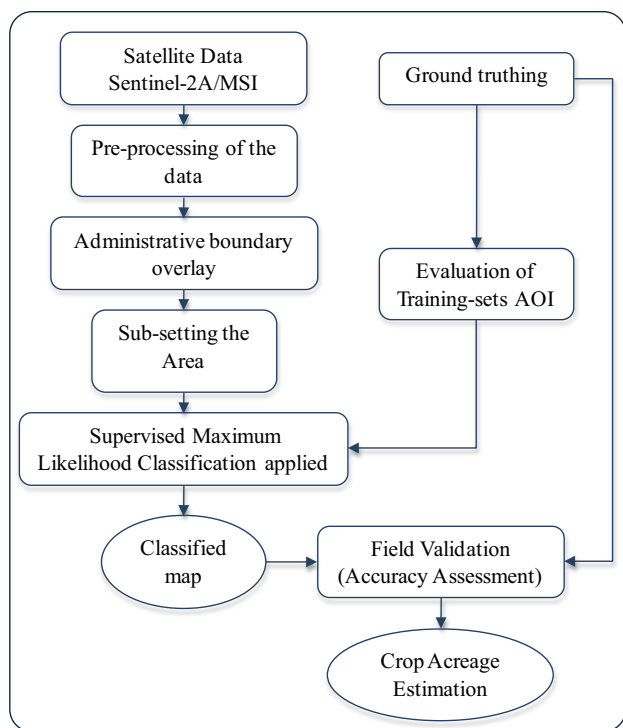 Satellite Data
Sentinel-2A/MSI
Ground truthing
Pre-processing of the
data
Administrative boundary
overlay
Evaluation of
Training-sets AOI
Sub-setting the
Area
Supervised Maximum
Likelihood Classification applied
Classified
map
Field Validation
(Accuracy Assessment)
Crop Acreage
Estimation